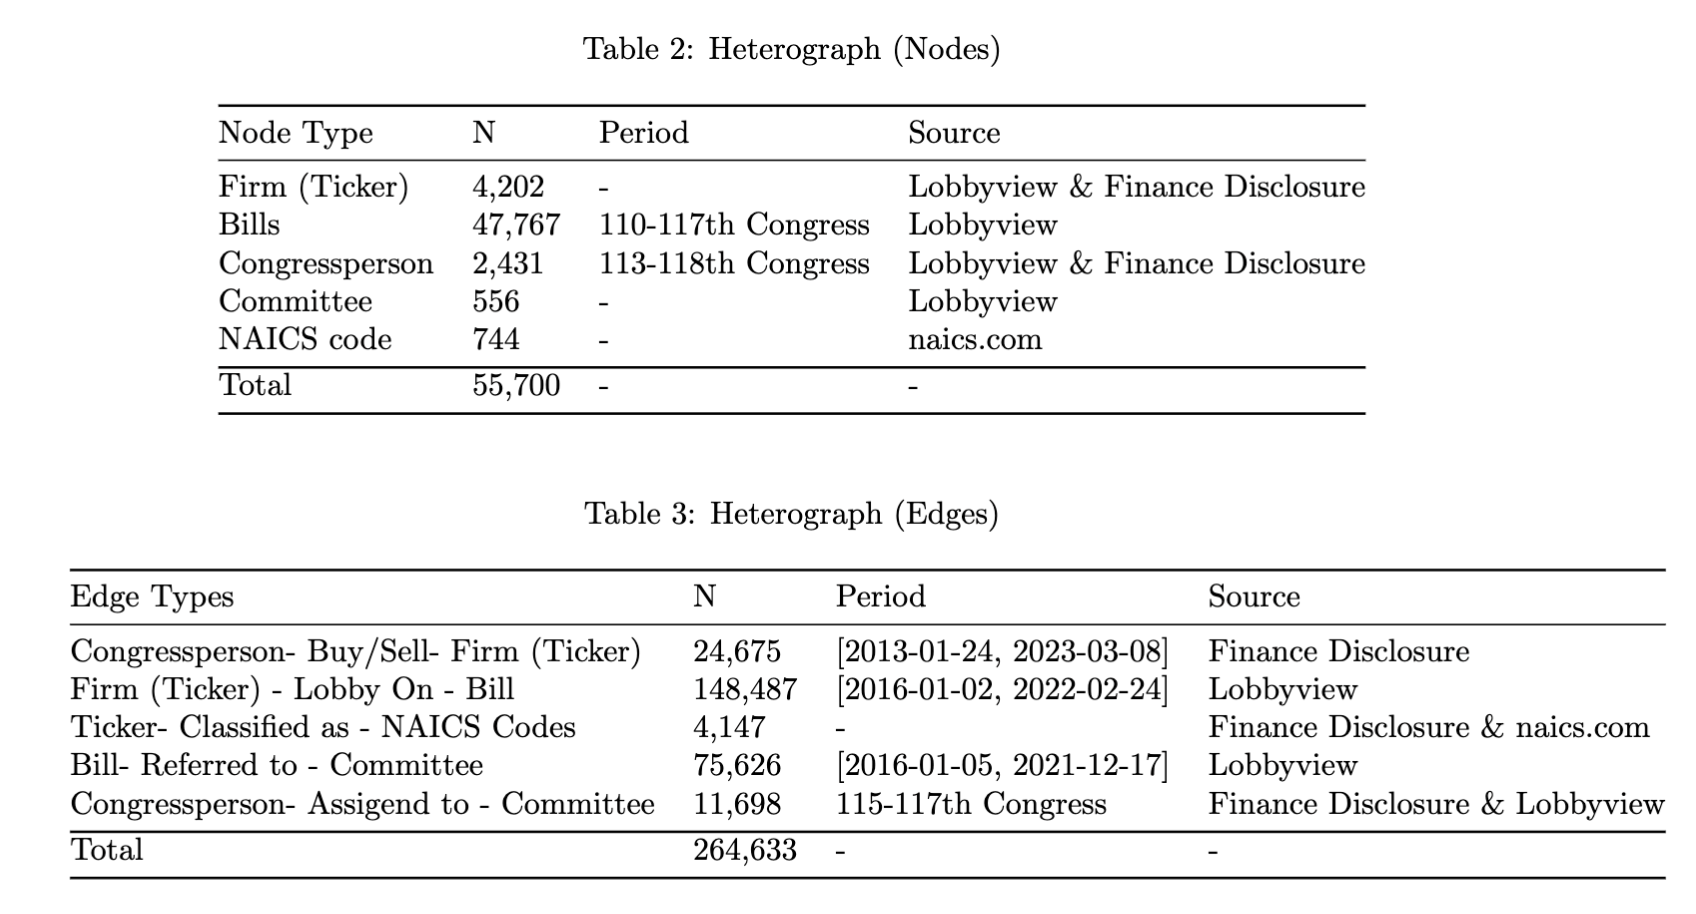 Table 2: Heterograph (Nodes)
Node Type N Period Source
Firm (Ticker) 4,202 - Lobbyview & Finance Disclosure
Bills 47,767 110-117th Congress Lobbyview
Congressperson 2,431 113-118th Congress Lobbyview & Finance Disclosure
Committee 556 - Lobbyview
NAICS code 744 - naics.com
Total 55,700 - -
Table 3: Heterograph (Edges)
Edge Types N Period Source
Congressperson- Buy/Sell- Firm (Ticker) 24,675 [2013-01-24, 2023-03-08] Finance Disclosure
Firm (Ticker) - Lobby On - Bill 148,487 [2016-01-02, 2022-02-24] Lobbyview
Ticker- Classified as - NAICS Codes 4,147 - Finance Disclosure & naics.com
Bill- Referred to - Committee 75,626 [2016-01-05, 2021-12-17] Lobbyview
Congressperson- Assigend to - Committee 11,698 115-117th Congress Finance Disclosure & Lobbyview
Total 264,633 - -